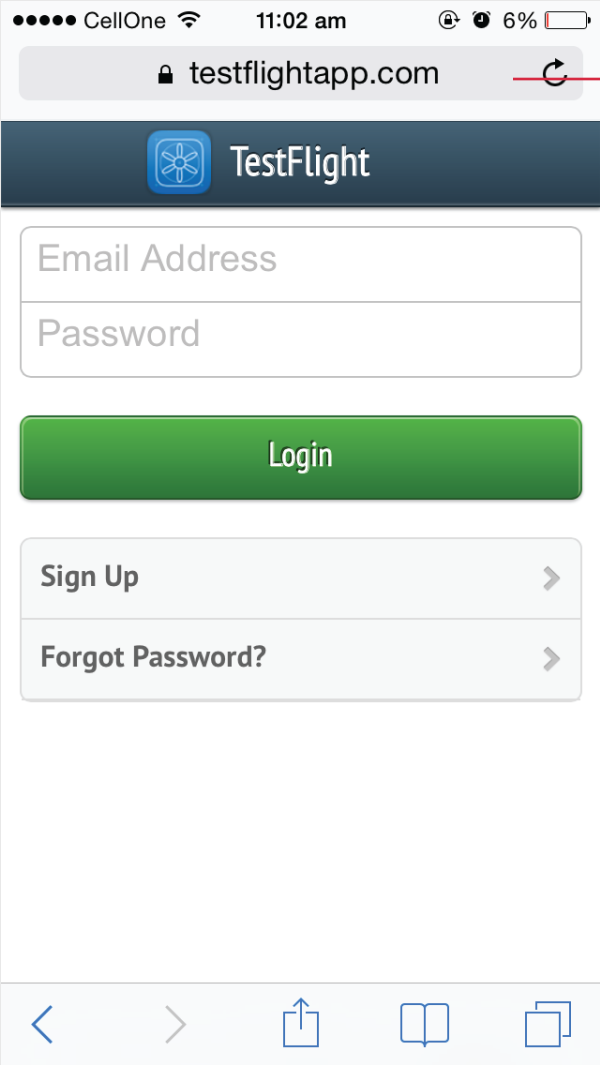 CellOne 11:02 am 6%
testflightapp.com
TestFlight
Email Address
Password
Login
Sign Up
Forgot Password?